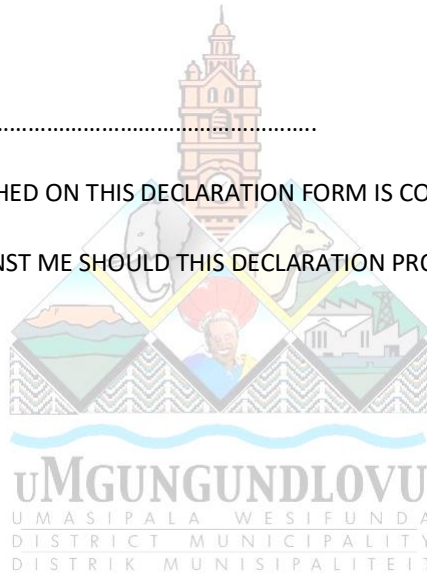 ………………………………………………..
HED ON THIS DECLARATION FORM IS CO
NST ME SHOULD THIS DECLARATION PRO
uMGUNGUNDLOVU
UMASIPALA WESIFUNDA
DISTRICT MUNICIPALITY
DISTRIK MUNISIPALITEIT